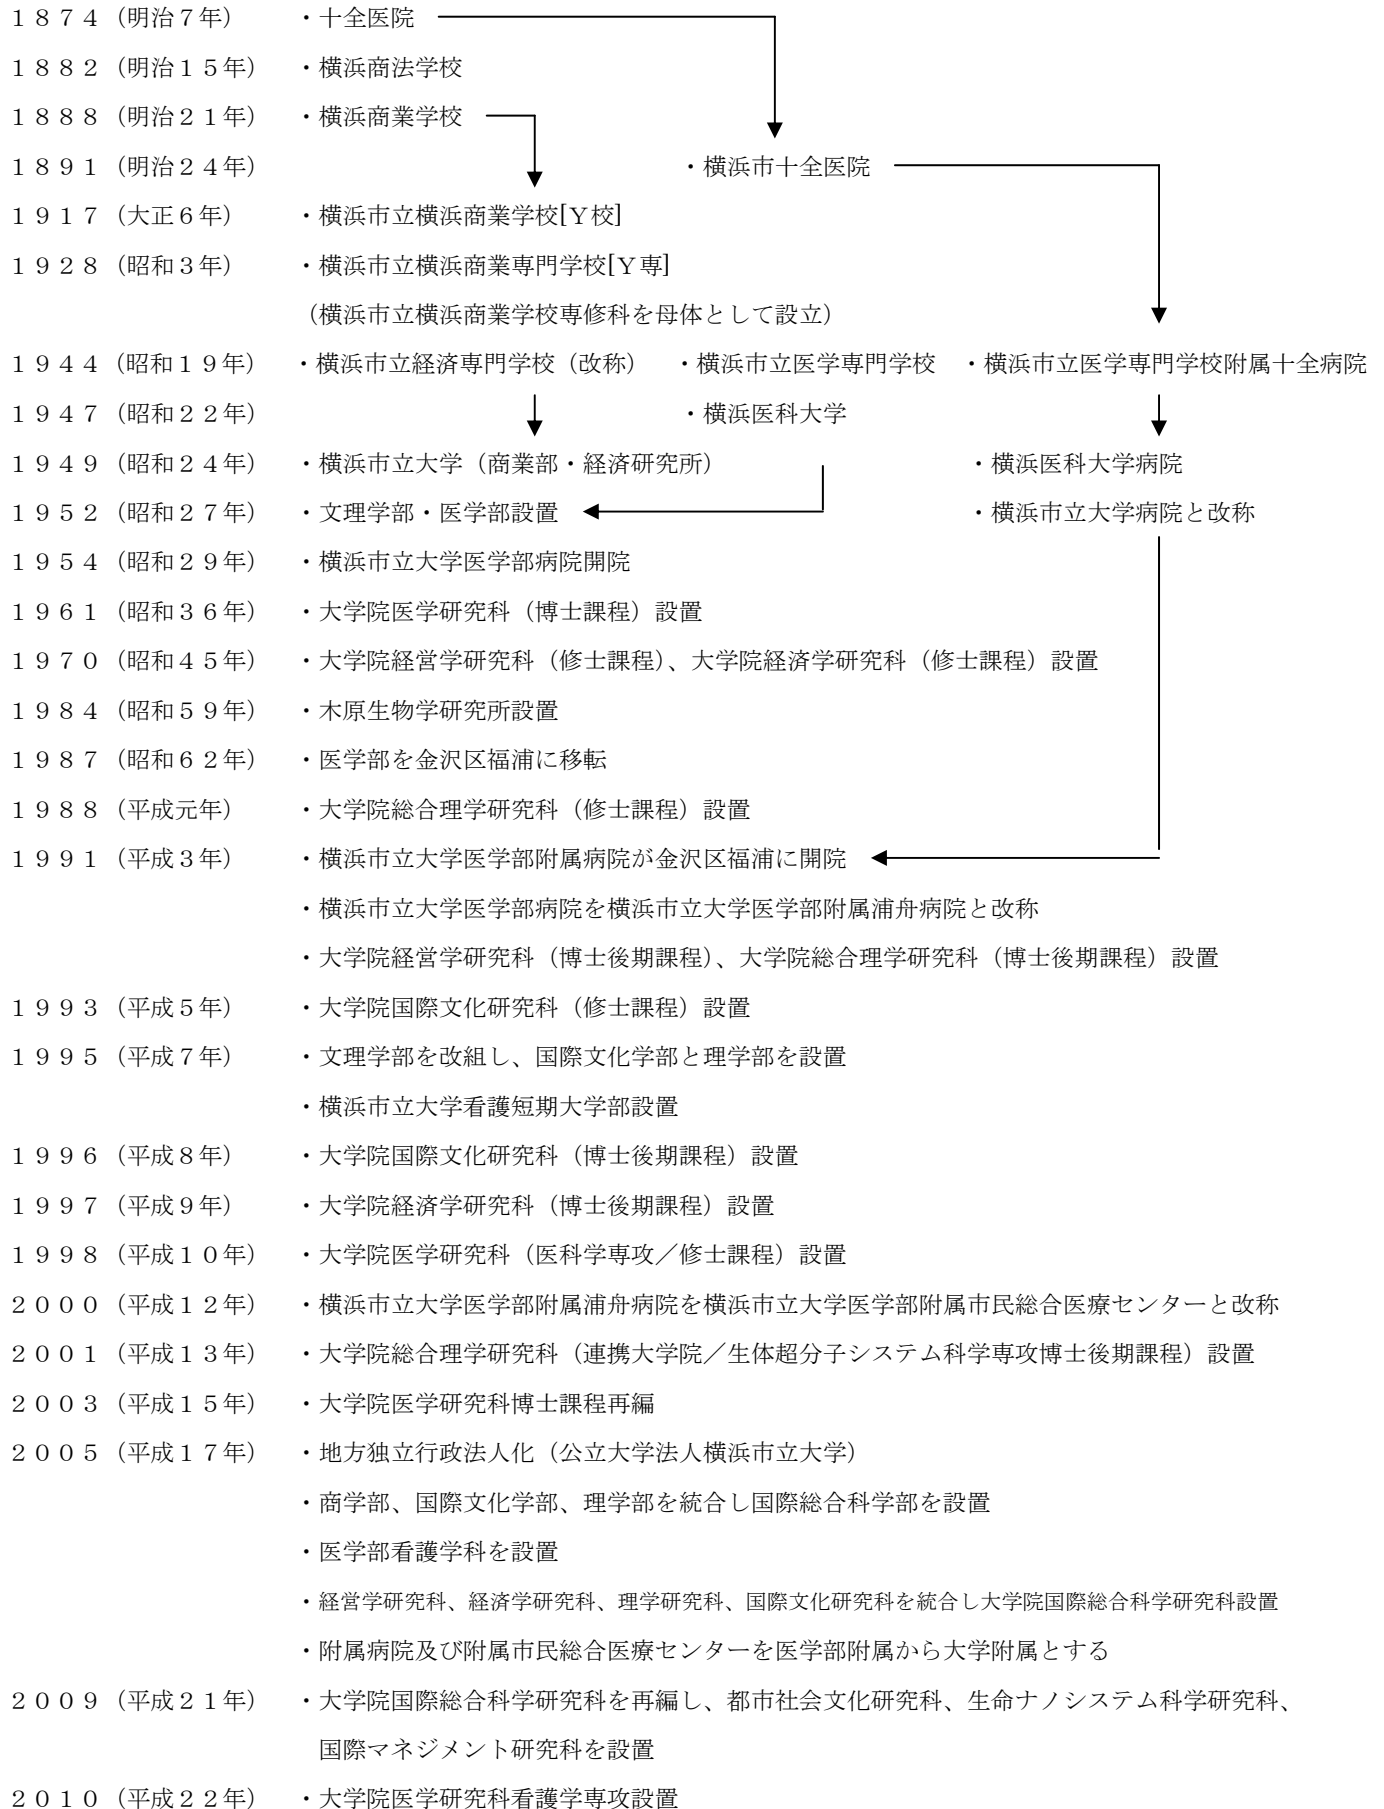 １８７４（明治７年） ・十全医院
１８８２（明治１５年） ・横浜商法学校
１８８８（明治２１年） ・横浜商業学校
１８９１（明治２４年） ・横浜市十全医院
１９１７（大正６年） ・横浜市立横浜商業学校[Ｙ校]
１９２８（昭和３年） ・横浜市立横浜商業専門学校[Ｙ専]
（横浜市立横浜商業学校専修科を母体として設立）
１９４４（昭和１９年） ・横浜市立経済専門学校（改称） ・横浜市立医学専門学校 ・横浜市立医学専門学校附属十全病院
１９４７（昭和２２年） ・横浜医科大学
１９４９（昭和２４年） ・横浜市立大学（商業部・経済研究所） ・横浜医科大学病院
１９５２（昭和２７年） ・文理学部・医学部設置 ・横浜市立大学病院と改称
１９５４（昭和２９年） ・横浜市立大学医学部病院開院
１９６１（昭和３６年） ・大学院医学研究科（博士課程）設置
１９７０（昭和４５年） ・大学院経営学研究科（修士課程）、大学院経済学研究科（修士課程）設置
１９８４（昭和５９年） ・木原生物学研究所設置
１９８７（昭和６２年） ・医学部を金沢区福浦に移転
１９８８（平成元年） ・大学院総合理学研究科（修士課程）設置
１９９１（平成３年） ・横浜市立大学医学部附属病院が金沢区福浦に開院
・横浜市立大学医学部病院を横浜市立大学医学部附属浦舟病院と改称
・大学院経営学研究科（博士後期課程）、大学院総合理学研究科（博士後期課程）設置
１９９３（平成５年） ・大学院国際文化研究科（修士課程）設置
１９９５（平成７年） ・文理学部を改組し、国際文化学部と理学部を設置
・横浜市立大学看護短期大学部設置
１９９６（平成８年） ・大学院国際文化研究科（博士後期課程）設置
１９９７（平成９年） ・大学院経済学研究科（博士後期課程）設置
１９９８（平成１０年） ・大学院医学研究科（医科学専攻／修士課程）設置
２０００（平成１２年） ・横浜市立大学医学部附属浦舟病院を横浜市立大学医学部附属市民総合医療センターと改称
２００１（平成１３年） ・大学院総合理学研究科（連携大学院／生体超分子システム科学専攻博士後期課程）設置
２００３（平成１５年） ・大学院医学研究科博士課程再編
２００５（平成１７年） ・地方独立行政法人化（公立大学法人横浜市立大学）
・商学部、国際文化学部、理学部を統合し国際総合科学部を設置
・医学部看護学科を設置
・経営学研究科、経済学研究科、理学研究科、国際文化研究科を統合し大学院国際総合科学研究科設置
・附属病院及び附属市民総合医療センターを医学部附属から大学附属とする
２００９（平成２１年） ・大学院国際総合科学研究科を再編し、都市社会文化研究科、生命ナノシステム科学研究科、
国際マネジメント研究科を設置
２０１０（平成２２年） ・大学院医学研究科看護学専攻設置